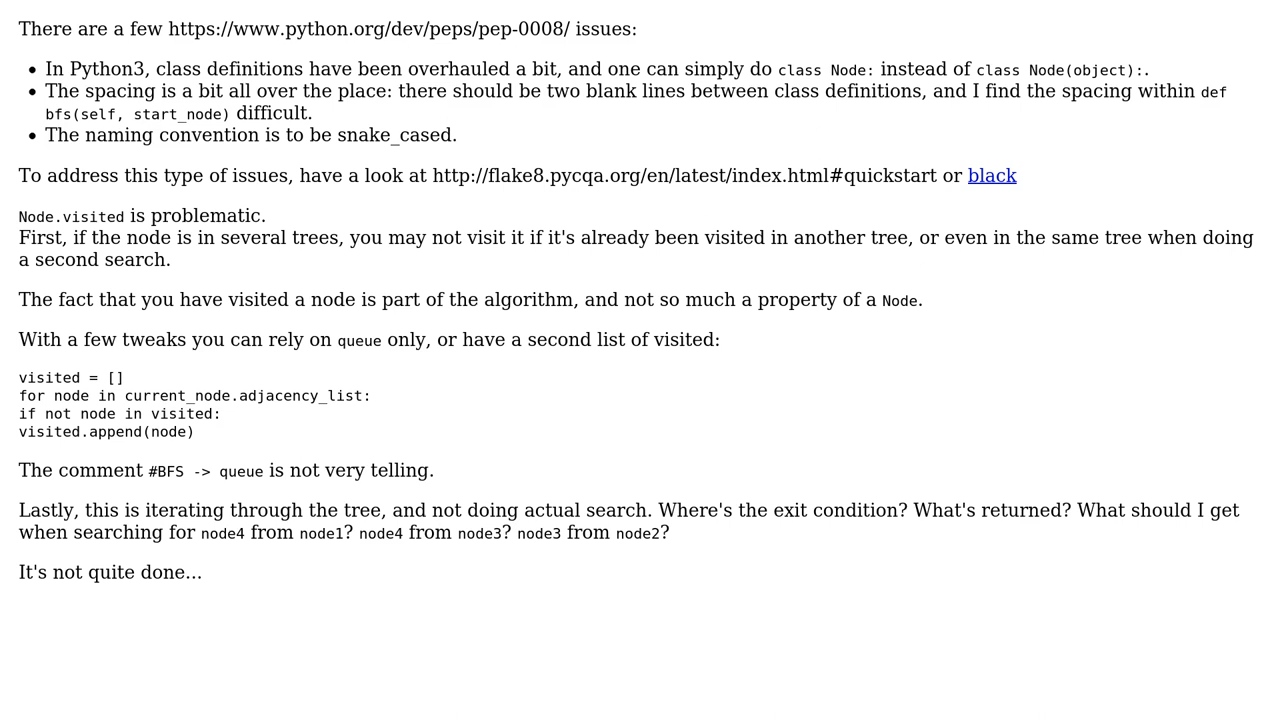 There are a few https://www.python.org/dev/peps/pep-0008/ issues:
• In Python3, class definitions have been overhauled a bit, and one can simply do class Node: instead of class Node(object):.
• The spacing is a bit all over the place: there should be two blank lines between class definitions, and I find the spacing within def
bfs(self, start_node) difficult.
• The naming convention is to be snake_cased.
To address this type of issues, have a look at http://flake8.pycqa.org/en/latest/index.html#quickstart or black
Node.visited is problematic.
First, if the node is in several trees, you may not visit it if it's already been visited in another tree, or even in the same tree when doing
a second search.
The fact that you have visited a node is part of the algorithm, and not so much a property of a Node.
With a few tweaks you can rely on queue only, or have a second list of visited:
visited = []
for node in current_node.adjacency_list:
if not node in visited:
visited.append(node)
The comment #BFS -> queue is not very telling.
Lastly, this is iterating through the tree, and not doing actual search. Where's the exit condition? What's returned? What should I get
when searching for node4 from node1? node4 from node3? node3 from node2?
It's not quite done...